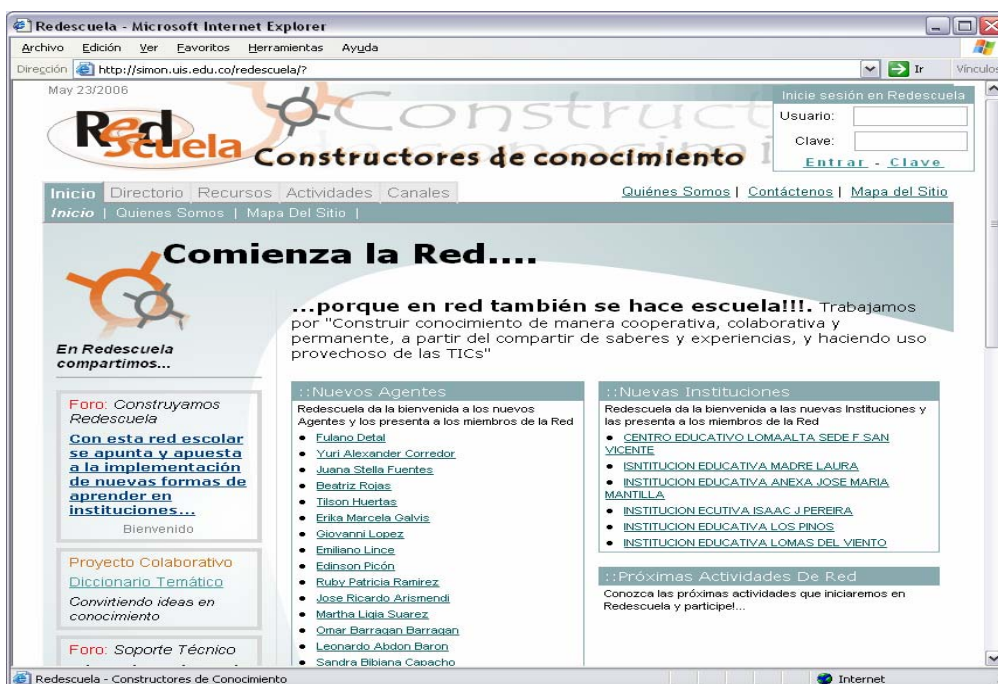 Redescuela - Microsoft Internet Explorer
Archivo Edición Ver Favoritos Herramientas Ayuda
Dirección http://simon.uis.edu.co/redescuela/? Ir Vínculos
May 23/2006
Redescuela
Construct
Constructores de conocimiento
Inicie sesión en Redescuela
Usuario:
Clave:
Entrar - Clave
Inicio Directorio Recursos Actividades Canales
Quiénes Somos | Contáctenos | Mapa del Sitio
Inicio | Quienes Somos | Mapa Del Sitio |
Comienza la Red....
...porque en red también se hace escuela!!!. Trabajamos
por "Construir conocimiento de manera cooperativa, colaborativa y
permanente, a partir del compartir de saberes y experiencias, y haciendo uso
provechoso de las TICs"
En Redescuela
compartimos...
Foro: Construyamos
Redescuela
Con esta red escolar
se apunta y apuesta
a la implementación
de nuevas formas de
aprender en
instituciones...
Bienvenido
Proyecto Colaborativo
Diccionario Temático
Convirtiendo ideas en
conocimiento
Foro: Soporte Técnico
::Nuevos Agentes
Redescuela da la bienvenida a los nuevos
Agentes y los presenta a los miembros de la Red
Fulano Detal
Yuri Alexander Corredor
Juana Stella Fuentes
Beatriz Rojas
Tilson Huertas
Erika Marcela Galvis
Giovanni Lopez
Emiliano Lince
Edinson Picón
Ruby Patricia Ramirez
Jose Ricardo Arismendi
Martha Ligia Suarez
Omar Barragan Barragan
Leonardo Abdon Baron
Sandra Bibiana Capacho
::Nuevas Instituciones
Redescuela da la bienvenida a las nuevas Instituciones y
las presenta a los miembros de la Red
CENTRO EDUCATIVO LOMAALTA SEDE F SAN
VICENTE
ISNTITUCION EDUCATIVA MADRE LAURA
INSTITUCION EDUCATIVA ANEXA JOSE MARIA
MANTILLA
INSTITUCION ECUTIVA ISAAC J PEREIRA
INSTITUCION EDUCATIVA LOS PINOS
INSTITUCION EDUCATIVA LOMAS DEL VIENTO
::Próximas Actividades De Red
Conozca las próximas actividades que iniciaremos en
Redescuela y participe!...
Redescuela - Constructores de Conocimiento
Internet